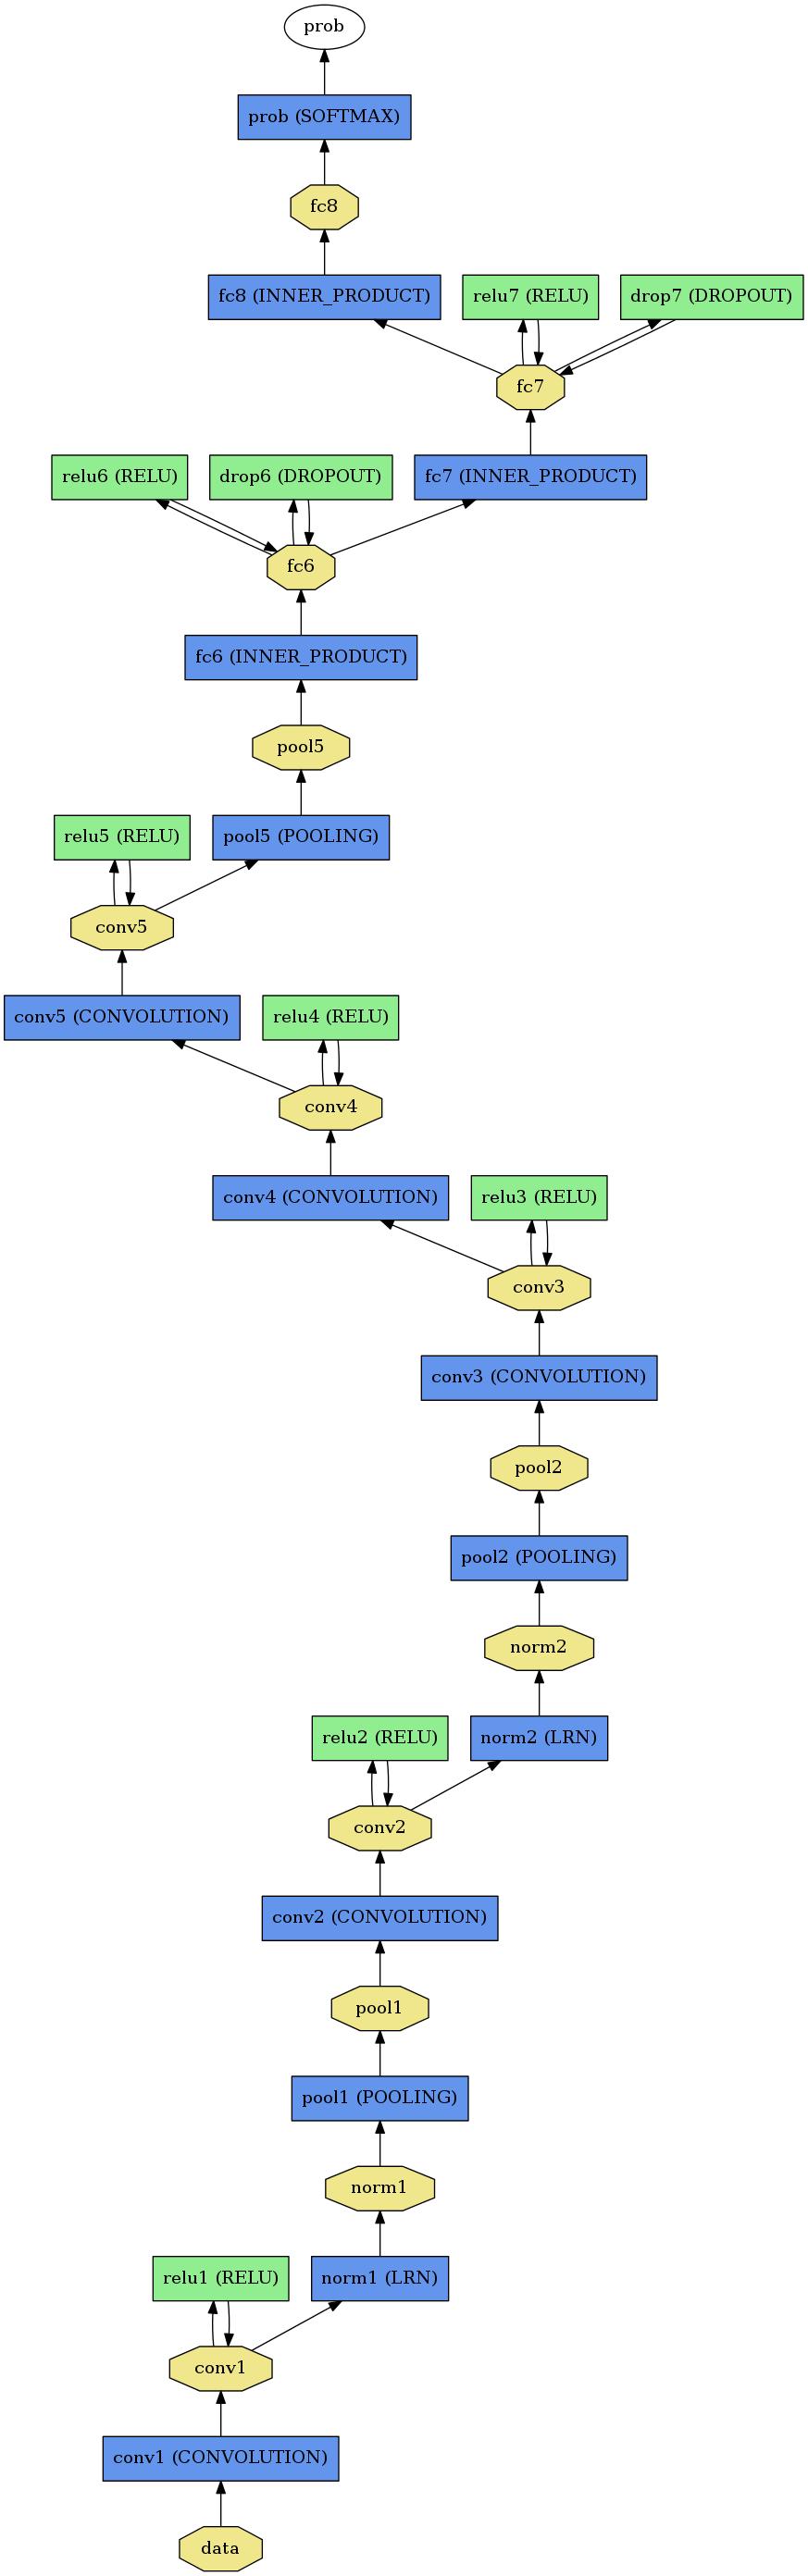 prob
prob (SOFTMAX)
fc8
fc8 (INNER_PRODUCT)
relu7 (RELU)
drop7 (DROPOUT)
fc7
relu6 (RELU)
drop6 (DROPOUT)
fc7 (INNER_PRODUCT)
fc6
fc6 (INNER_PRODUCT)
pool5
relu5 (RELU)
pool5 (POOLING)
conv5
conv5 (CONVOLUTION)
relu4 (RELU)
conv4
conv4 (CONVOLUTION)
relu3 (RELU)
conv3
conv3 (CONVOLUTION)
pool2
pool2 (POOLING)
norm2
relu2 (RELU)
norm2 (LRN)
conv2
conv2 (CONVOLUTION)
pool1
pool1 (POOLING)
norm1
relu1 (RELU)
norm1 (LRN)
conv1
conv1 (CONVOLUTION)
data